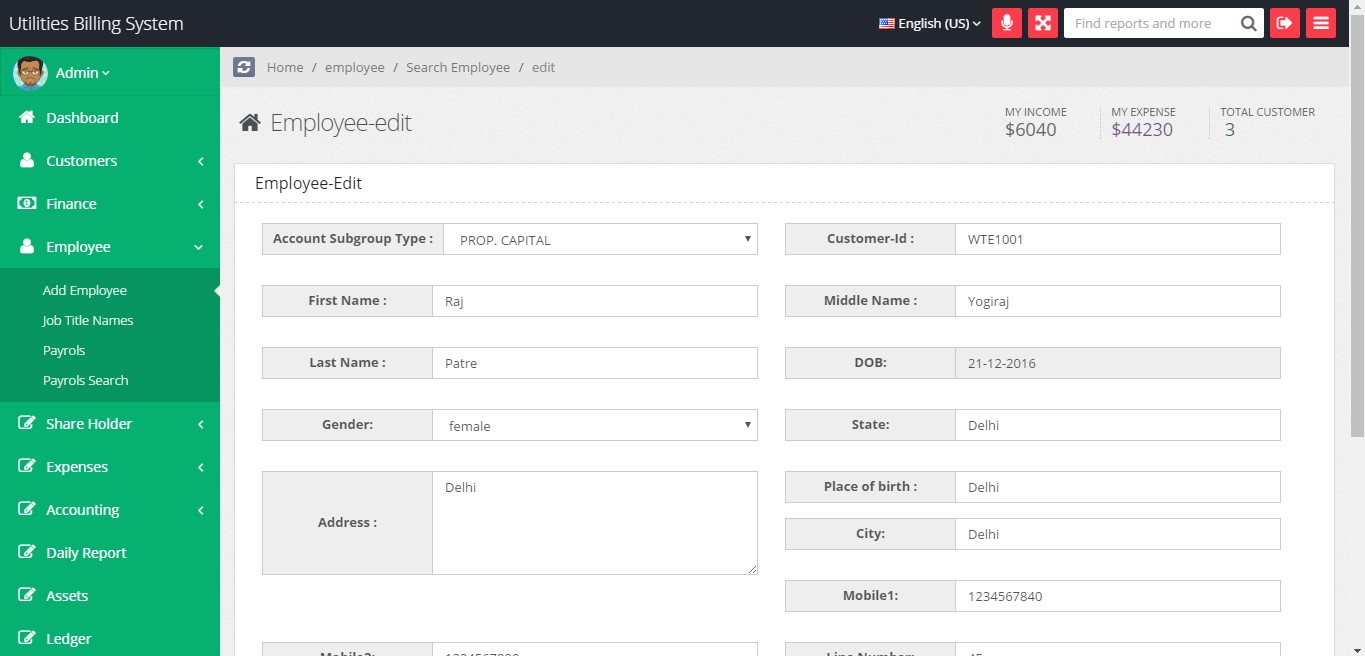 Utilities Billing System
English (US)
Find reports and more
Admin
Dashboard
Customers
Finance
Employee
Add Employee
Job Title Names
Payrols
Payrols Search
Share Holder
Expenses
Accounting
Daily Report
Assets
Ledger
Home / employee / Search Employee / edit
Employee-edit
MY INCOME
$6040
MY EXPENSE
$44230
TOTAL CUSTOMER
3
Employee-Edit
Account Subgroup Type : PROP. CAPITAL
Customer-Id : WTE1001
First Name : Raj
Middle Name : Yogiraj
Last Name : Patre
DOB: 21-12-2016
Gender: female
State: Delhi
Address : Delhi
Place of birth : Delhi
City: Delhi
Mobile1: 1234567840
Mobile2:
Line Number: